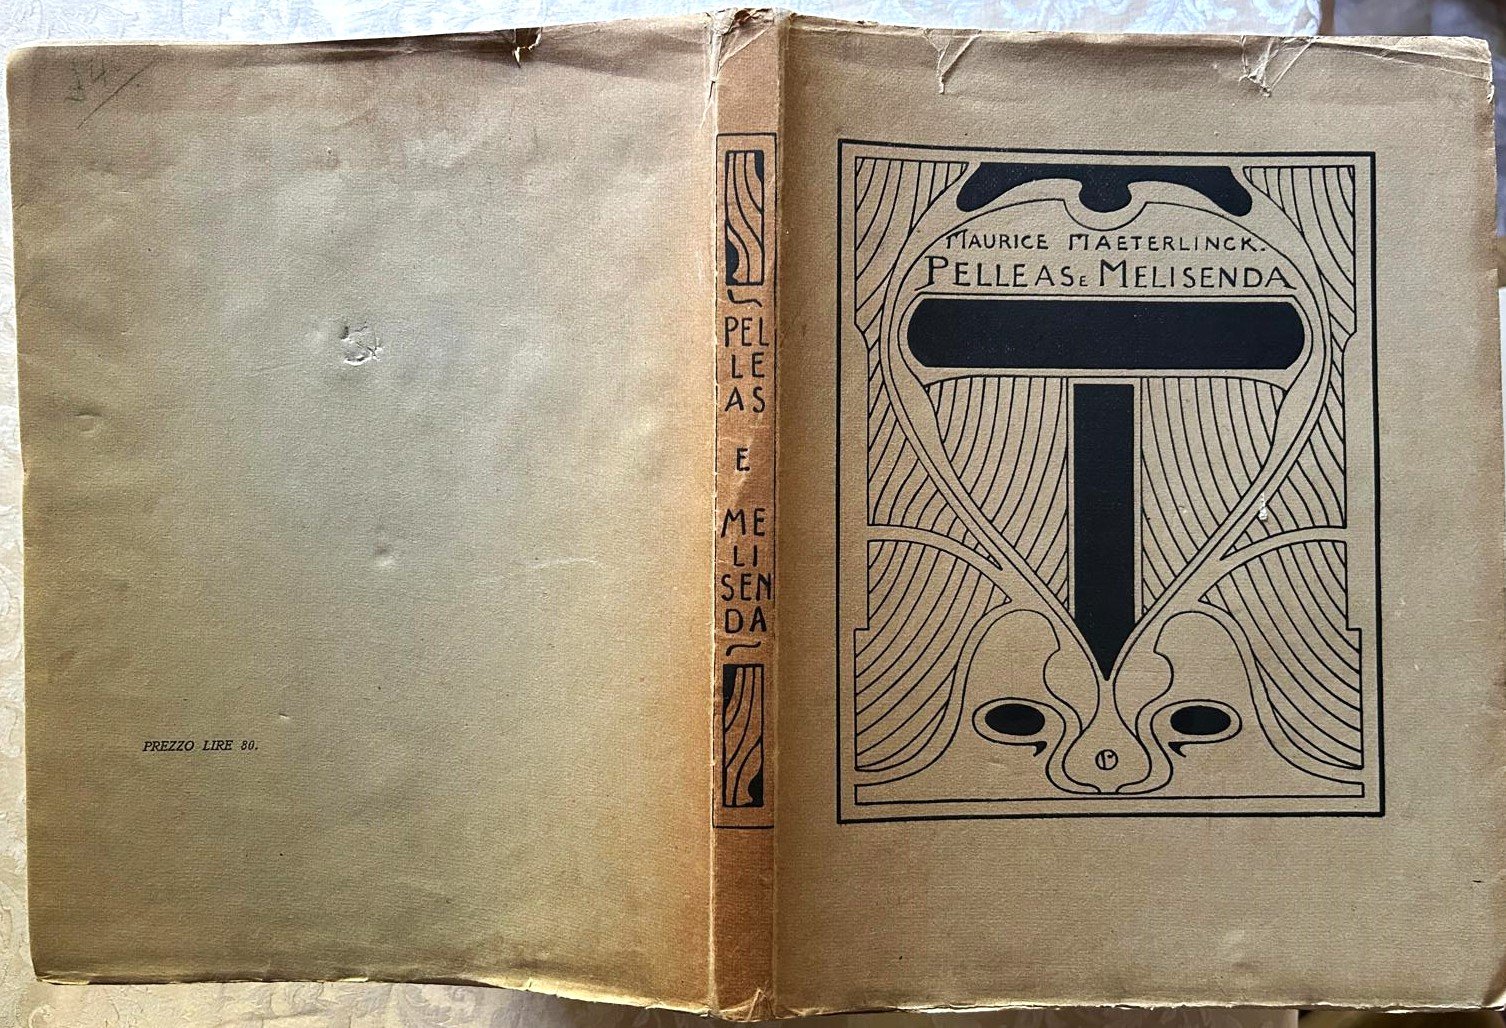 PREZZO LIRE 80.
PEL
LE
AS
E
ME
LI
SEN
DA
MAURICE MAETERLINCK.
PELLEAS E MELISENDA